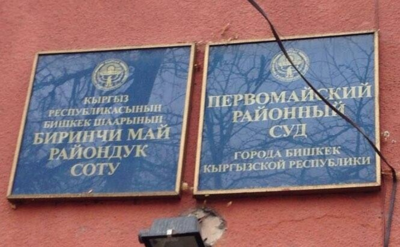 КЫРГЫЗ
РЕСПУБЛИКАСЫНЫН
БИШКЕК ШААРЫНЫН
БИРИНЧИ МАЙ
РАЙОНДУК
СОТУ
ПЕРВОМАЙСКИЙ
РАЙОННЫЙ
СУД
ГОРОДА БИШКЕК
КЫРГЫЗСКОЙ РЕСПУБЛИКИ